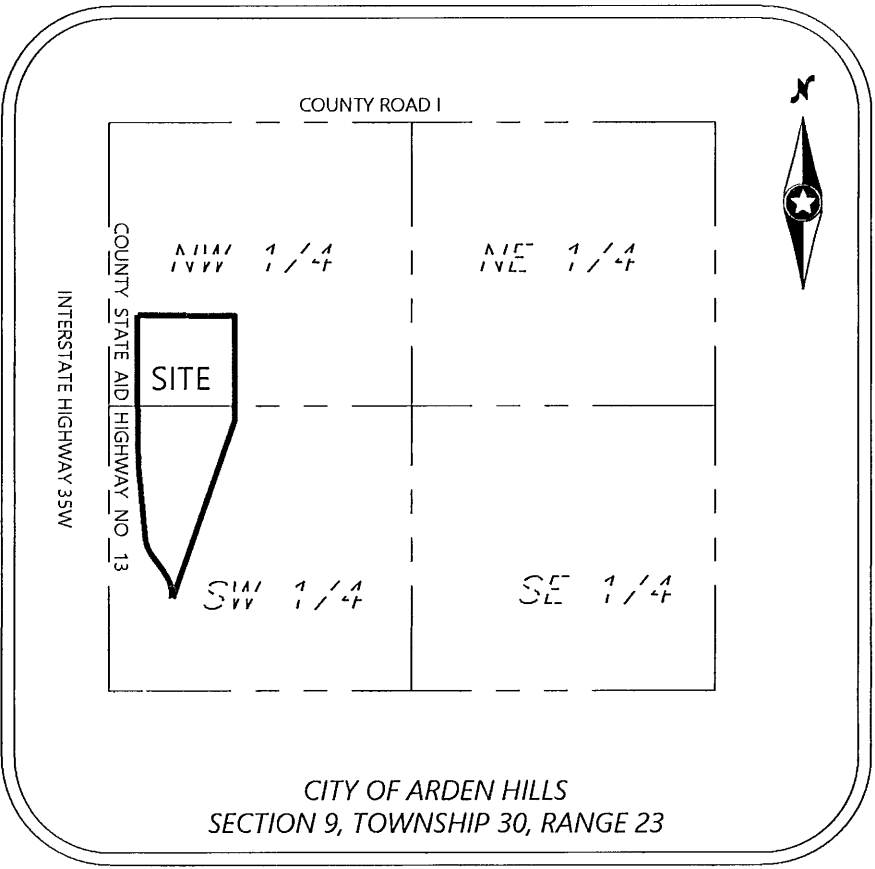 COUNTY ROAD I
N
NW 1/4
NE 1/4
COUNTY STATE AID HIGHWAY NO 13
INTERSTATE HIGHWAY 35W
SITE
SW 1/4
SE 1/4
CITY OF ARDEN HILLS
SECTION 9, TOWNSHIP 30, RANGE 23